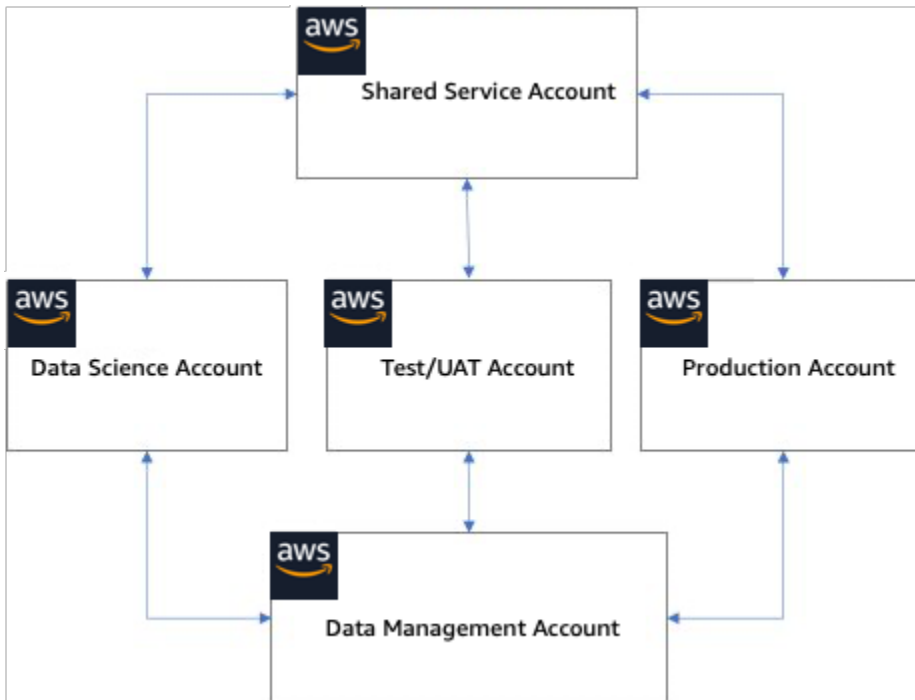 aws
Shared Service Account
aws
Data Science Account
aws
Test/UAT Account
aws
Production Account
aws
Data Management Account